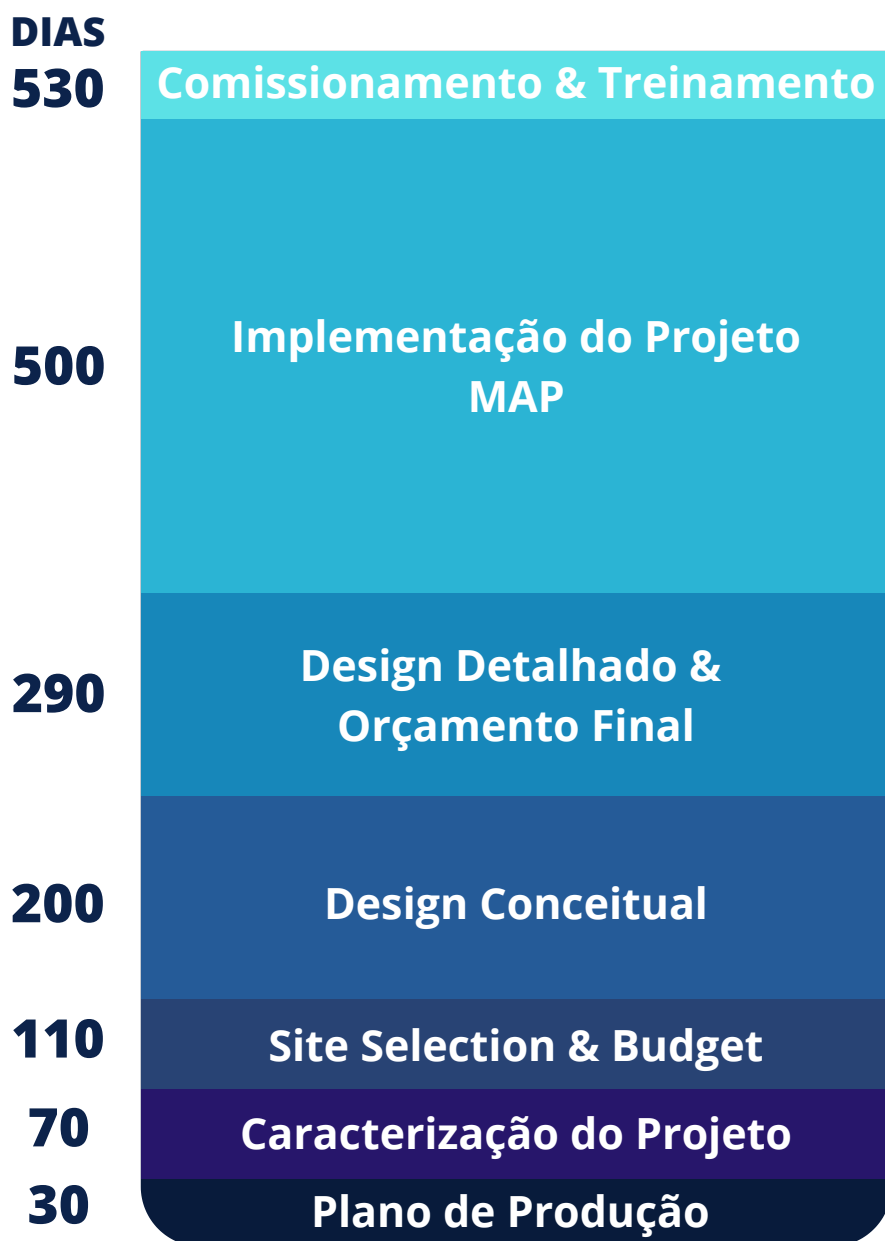 DIAS
530
Comissionamento & Treinamento
500
Implementação do Projeto
MAP
290
Design Detalhado &
Orçamento Final
200
Design Conceitual
110
Site Selection & Budget
70
Caracterização do Projeto
30
Plano de Produção